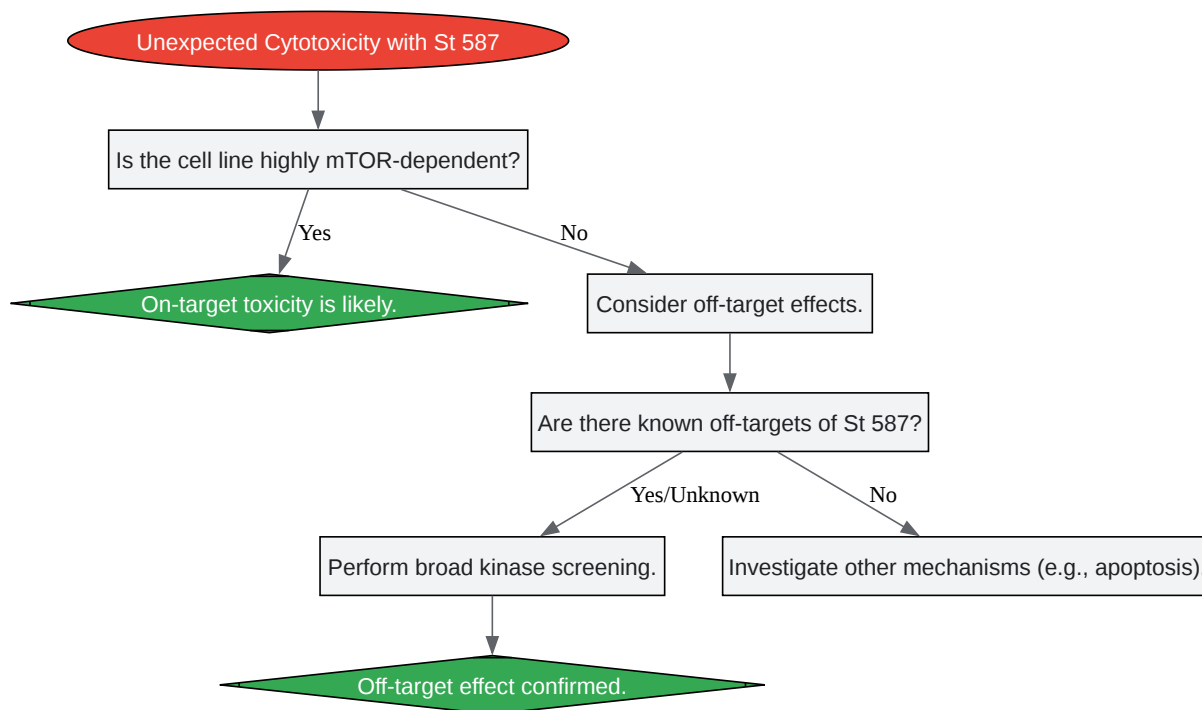 Unexpected Cytotoxicity with St 587
Is the cell line highly mTOR-dependent?
Yes
No
On-target toxicity is likely.
Consider off-target effects.
Are there known off-targets of St 587?
Yes/Unknown
No
Perform broad kinase screening.
Investigate other mechanisms (e.g., apoptosis)
Off-target effect confirmed.